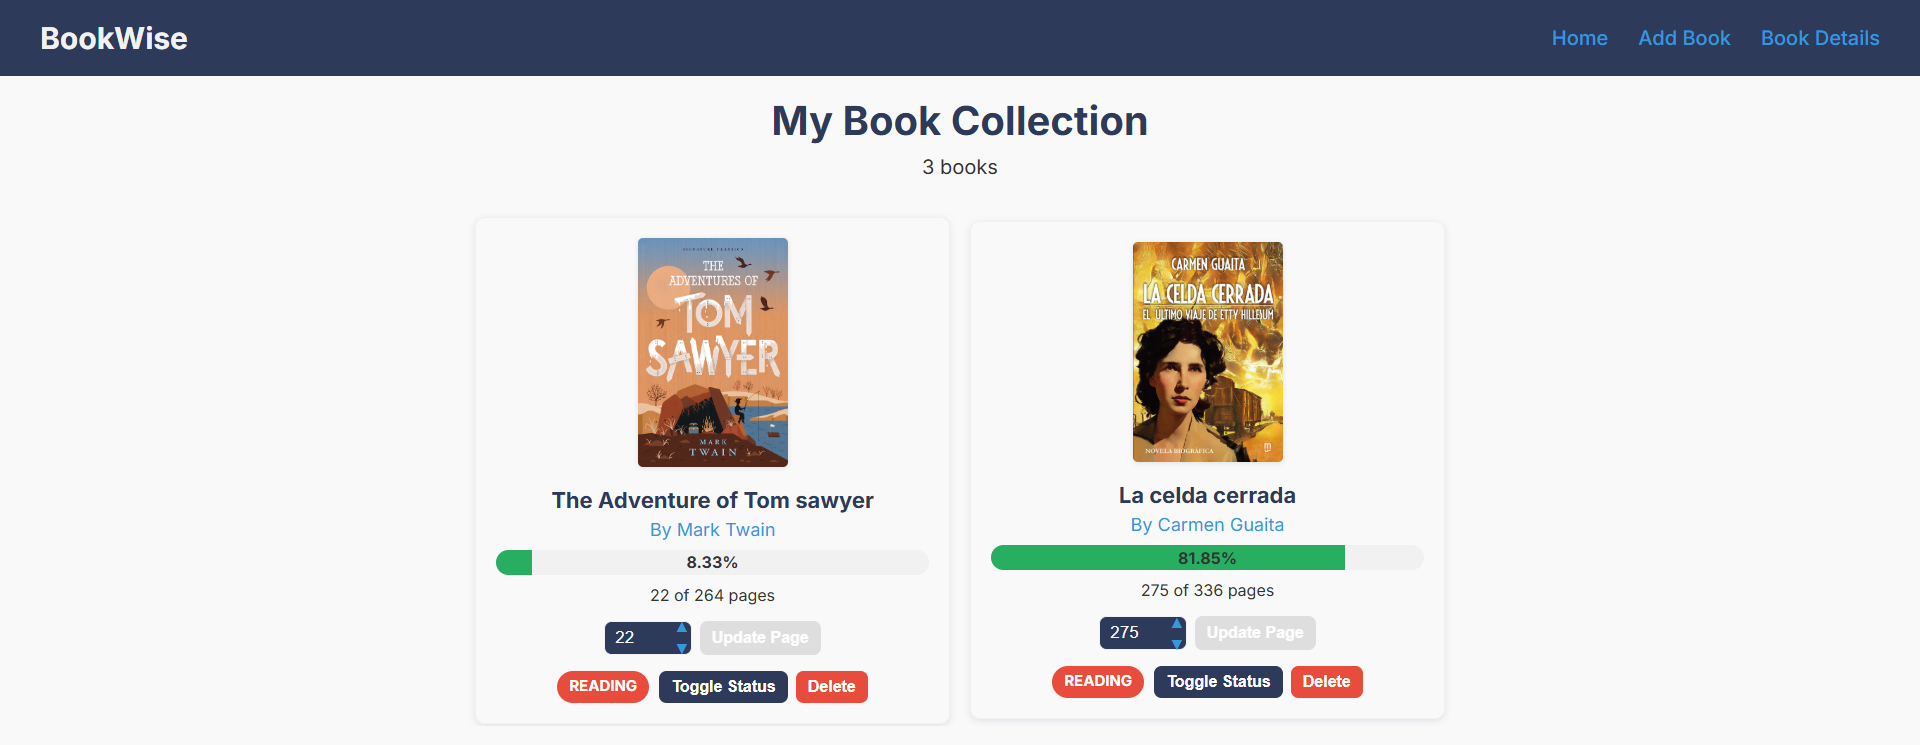 BookWise
Home Add Book Book Details
My Book Collection
3 books
SIGNATURE CLASSICS
THE
ADVENTURES OF
TOM
SAWYER
MARK
TWAIN
The Adventure of Tom sawyer
By Mark Twain
8.33%
22 of 264 pages
22 Update Page
READING Toggle Status Delete
CARMEN GUAITA
LA CELDA CERRADA
EL ÚLTIMO VIAJE DE ETTY HILLESUM
NOVELA BIOGRÁFICA
La celda cerrada
By Carmen Guaita
81.85%
275 of 336 pages
275 Update Page
READING Toggle Status Delete